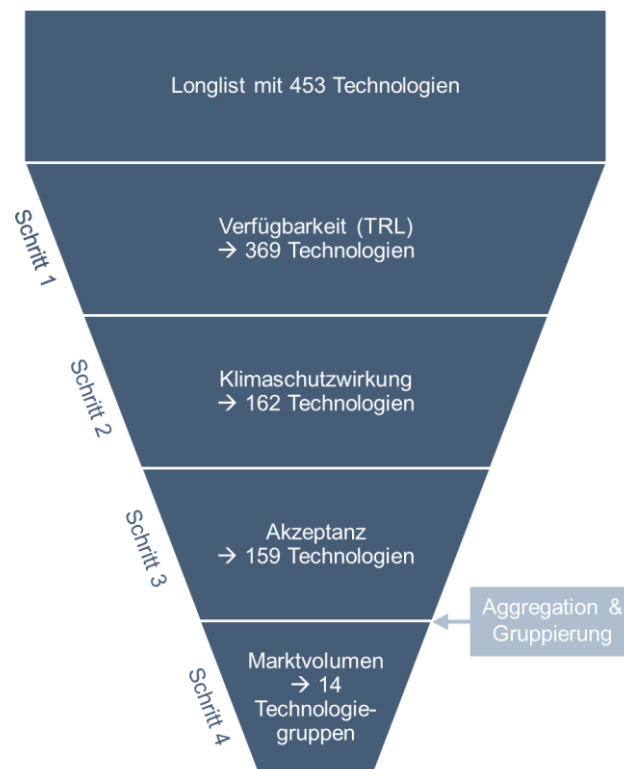 Longlist mit 453 Technologien
Schritt 1
Verfügbarkeit (TRL)
→ 369 Technologien
Schritt 2
Klimaschutzwirkung
→ 162 Technologien
Schritt 3
Akzeptanz
→ 159 Technologien
Aggregation &
Gruppierung
Schritt 4
Marktvolumen
→ 14
Technologie-
gruppen